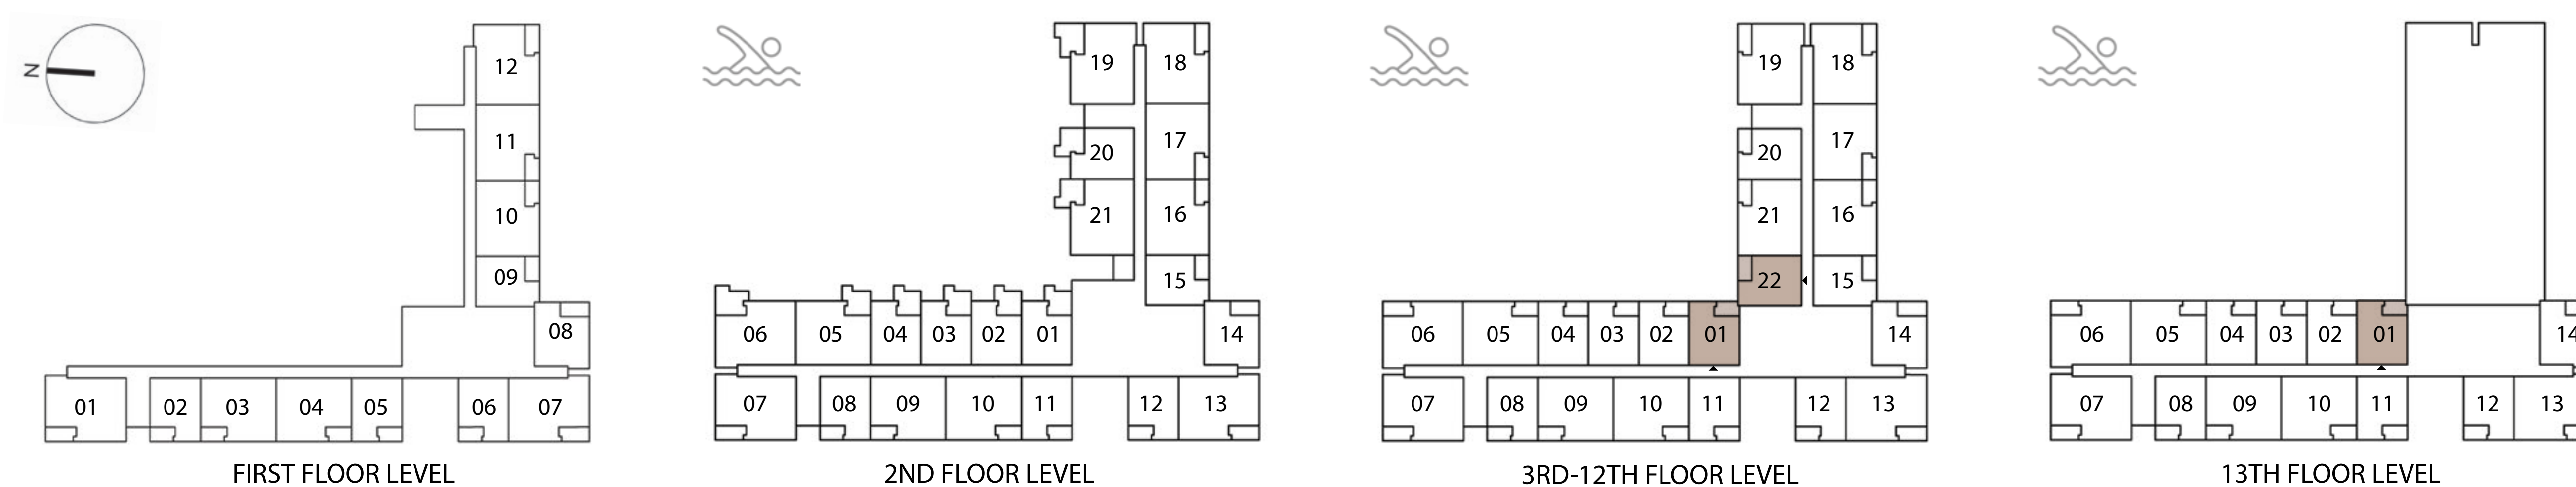 N
12
11
10
09
08
01 02 03 04 05 06 07
FIRST FLOOR LEVEL
19 18
20 17
21 16
15
06 05 04 03 02 01 14
07 08 09 10 11 12 13
2ND FLOOR LEVEL
19 18
20 17
21 16
22 15
06 05 04 03 02 01 14
07 08 09 10 11 12 13
3RD-12TH FLOOR LEVEL
06 05 04 03 02 01 14
07 08 09 10 11 12 13
13TH FLOOR LEVEL